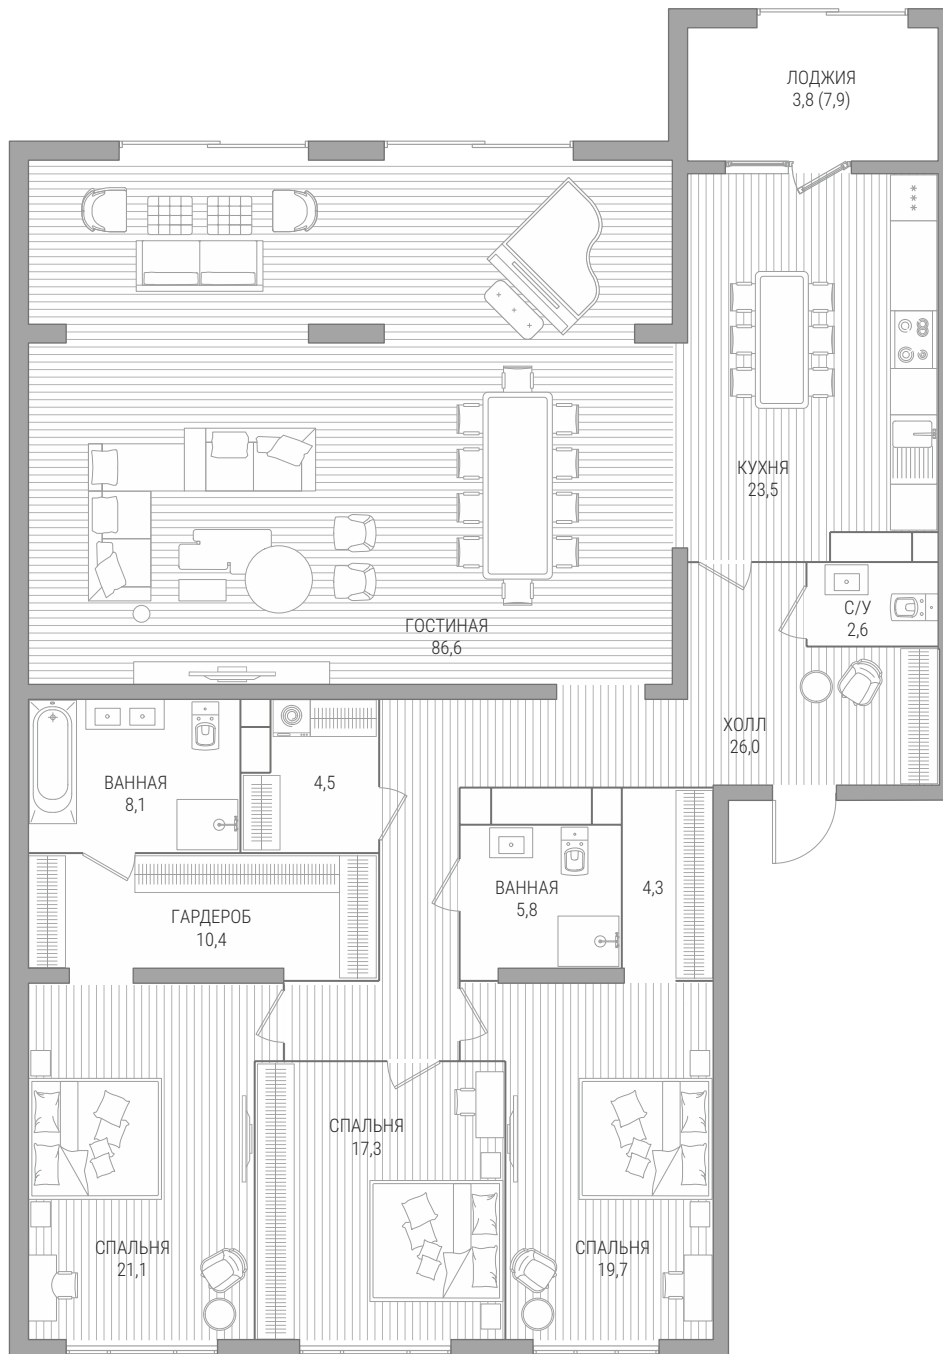 ЛОДЖИЯ
3,8 (7,9)
КУХНЯ
23,5
С/У
2,6
ГОСТИНАЯ
86,6
ХОЛЛ
26,0
ВАННАЯ
8,1
4,5
ВАННАЯ
5,8
4,3
ГАРДЕРОБ
10,4
СПАЛЬНЯ
17,3
СПАЛЬНЯ
21,1
СПАЛЬНЯ
19,7